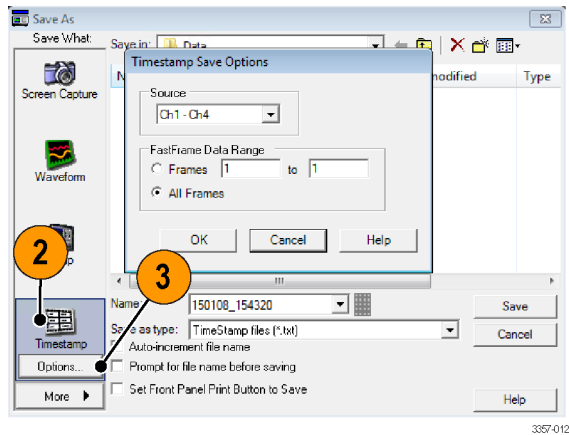 Save As
Save What:
Save in: Data
Timestamp Save Options
modified Type
Source
Ch1 - Ch4
Screen Capture
FastFrame Data Range
Frames 1 to 1
All Frames
Waveform
OK Cancel Help
2
3
Name: 150108_154320 Save
Save as type: TimeStamp files (*.txt) Cancel
Timestamp
Auto-increment file name
Options... Prompt for file name before saving
More Set Front Panel Print Button to Save Help
3357-012